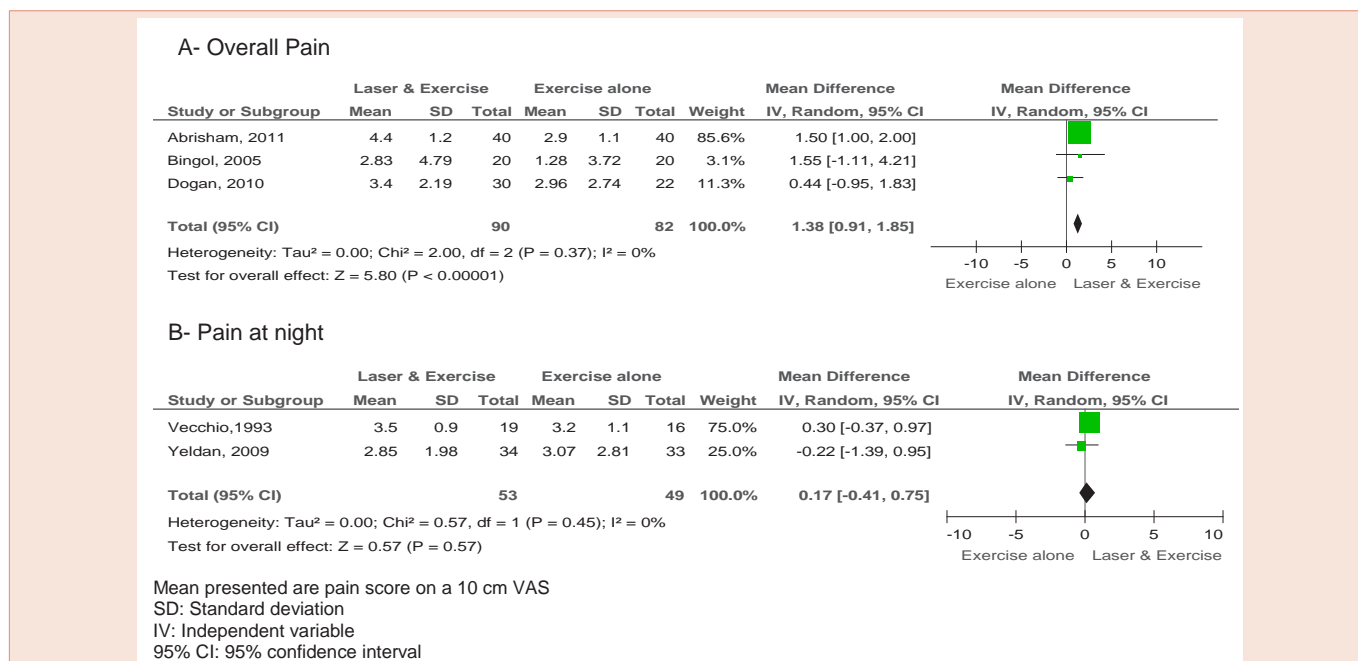 A- Overall Pain
Laser & Exercise Exercise alone Mean Difference Mean Difference
Study or Subgroup Mean SD Total Mean SD Total Weight IV, Random, 95% CI IV, Random, 95% CI
Abrisham, 2011 4.4 1.2 40 2.9 1.1 40 85.6% 1.50 [1.00, 2.00]
Bingol, 2005 2.83 4.79 20 1.28 3.72 20 3.1% 1.55 [-1.11, 4.21]
Dogan, 2010 3.4 2.19 30 2.96 2.74 22 11.3% 0.44 [-0.95, 1.83]
Total (95% CI) 90 82 100.0% 1.38 [0.91, 1.85]
Heterogeneity: Tau² = 0.00; Chi² = 2.00, df = 2 (P = 0.37); I² = 0%
Test for overall effect: Z = 5.80 (P < 0.00001)
-10 -5 0 5 10
Exercise alone Laser & Exercise
B- Pain at night
Laser & Exercise Exercise alone Mean Difference Mean Difference
Study or Subgroup Mean SD Total Mean SD Total Weight IV, Random, 95% CI IV, Random, 95% CI
Vecchio,1993 3.5 0.9 19 3.2 1.1 16 75.0% 0.30 [-0.37, 0.97]
Yeldan, 2009 2.85 1.98 34 3.07 2.81 33 25.0% -0.22 [-1.39, 0.95]
Total (95% CI) 53 49 100.0% 0.17 [-0.41, 0.75]
Heterogeneity: Tau² = 0.00; Chi² = 0.57, df = 1 (P = 0.45); I² = 0%
Test for overall effect: Z = 0.57 (P = 0.57)
-10 -5 0 5 10
Exercise alone Laser & Exercise
Mean presented are pain score on a 10 cm VAS
SD: Standard deviation
IV: Independent variable
95% CI: 95% confidence interval